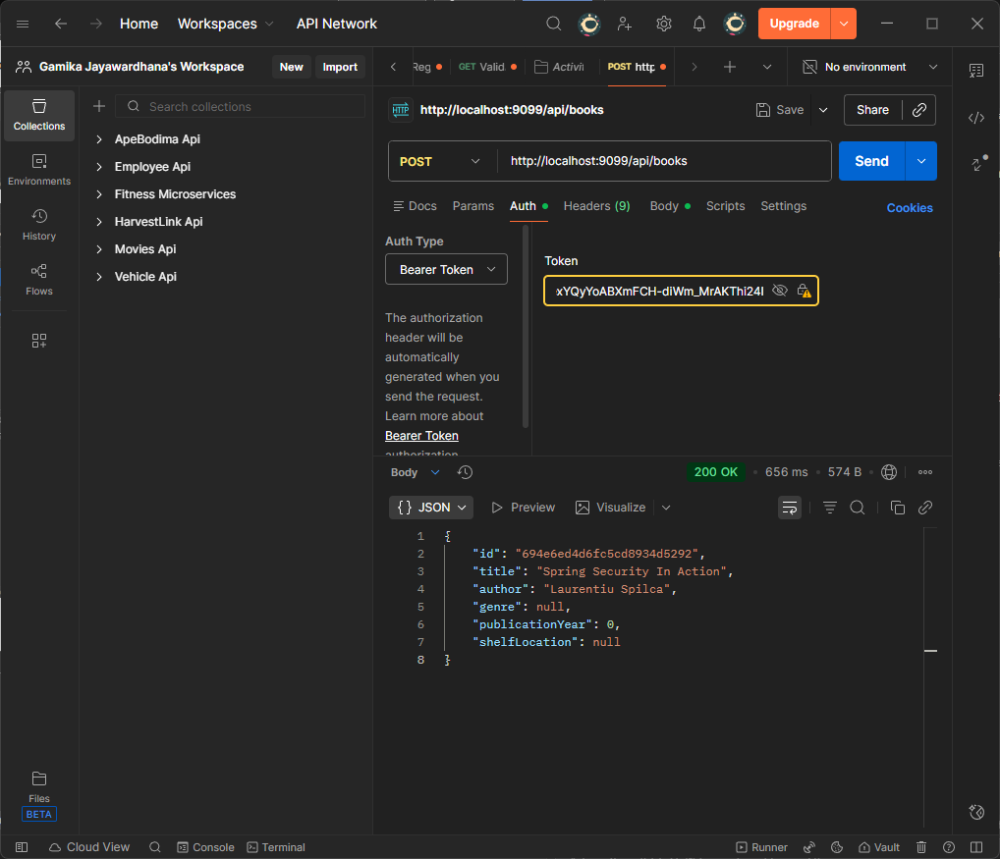 Home Workspaces API Network Upgrade
Gamika Jayawardhana's Workspace New Import
Reg GET Valid. Activit POST http No environment
Collections
Environments
History
Flows
Files
BETA
Search collections
ApeBodima Api
Employee Api
Fitness Microservices
HarvestLink Api
Movies Api
Vehicle Api
HTTP http://localhost:9099/api/books Save Share
POST http://localhost:9099/api/books Send
Docs Params Auth Headers (9) Body Scripts Settings Cookies
Auth Type
Bearer Token
The authorization
header will be
automatically
generated when you
send the request.
Learn more about
Bearer Token
authorization
Token
xYQyYoABXmFCH-diWm_MrAKThi24
Body 200 OK 656 ms 574 B
{} JSON Preview Visualize
1 {
2 "id": "694e6ed4d6fc5cd8934d5292",
3 "title": "Spring Security In Action",
4 "author": "Laurentiu Spilca",
5 "genre": null,
6 "publicationYear": 0,
7 "shelfLocation": null
8 }
Cloud View Console Terminal Runner Vault